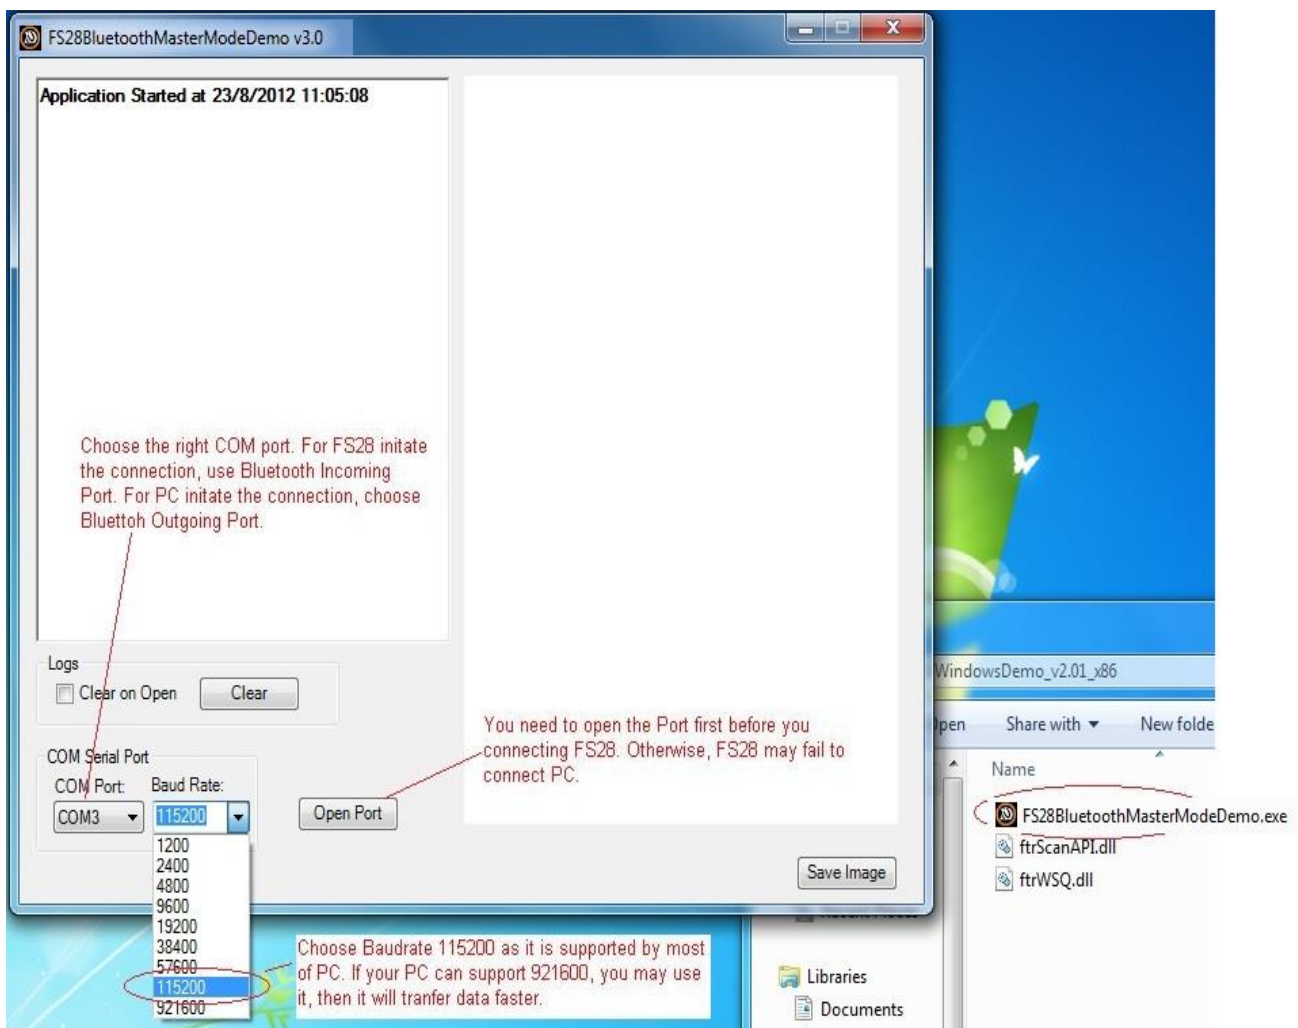 FS28BluetoothMasterModeDemo v3.0
Application Started at 23/8/2012 11:05:08
Choose the right COM port. For FS28 initate
the connection, use Bluetooth Incoming
Port. For PC initate the connection, choose
Bluettoh Outgoing Port.
Logs
Clear on Open
Clear
You need to open the Port first before you
connecting FS28. Otherwise, FS28 may fail to
connect PC.
COM Serial Port
COM Port:
Baud Rate:
COM3
115200
Open Port
1200
2400
4800
9600
19200
38400
57600
115200
921600
Save Image
Choose Baudrate 115200 as it is supported by most
of PC. If your PC can support 921600, you may use
it, then it will tranfer data faster.
WindowsDemo_v2.01_x86
Share with
New folde
Name
FS28BluetoothMasterModeDemo.exe
ftrScanAPI.dll
ftrWSQ.dll
Libraries
Documents